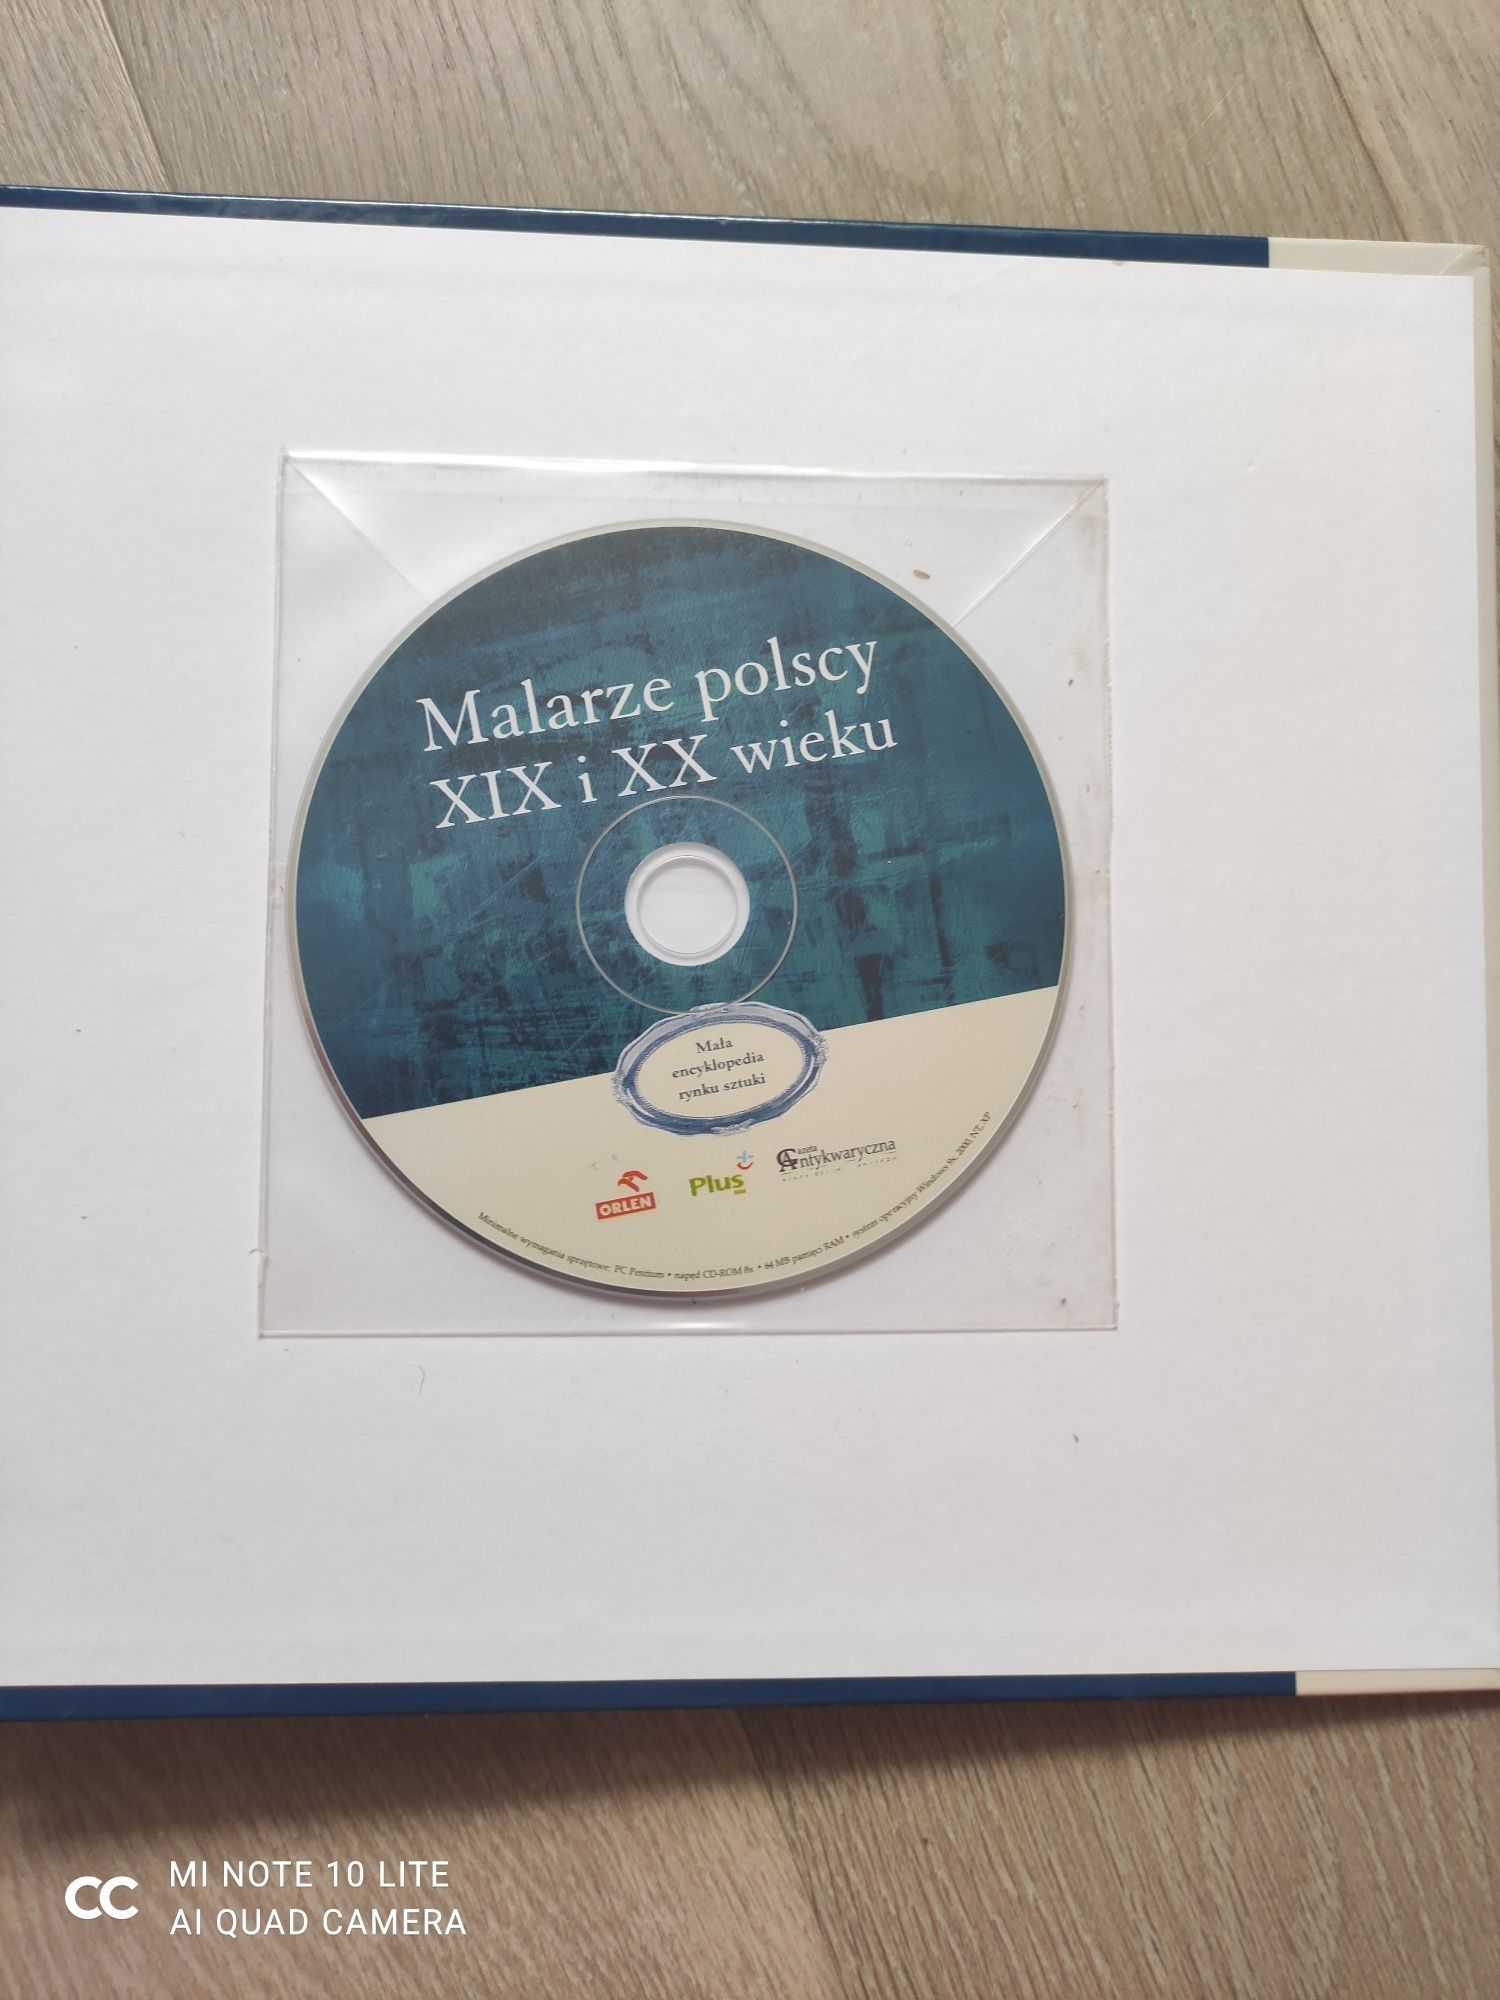 Malarze polscy
XIX i XX wieku
Mała
encyklopedia
rynku sztuki
ORLEN
Plus
Gazeta
Antykwaryczna
Minimalne wymagania sprzętowe: PC Pentium • napęd CD-ROM 8x • 64 MB pamięci RAM • system operacyjny Windows 9x, 2000, NT, XP
MI NOTE 10 LITE
AI QUAD CAMERA